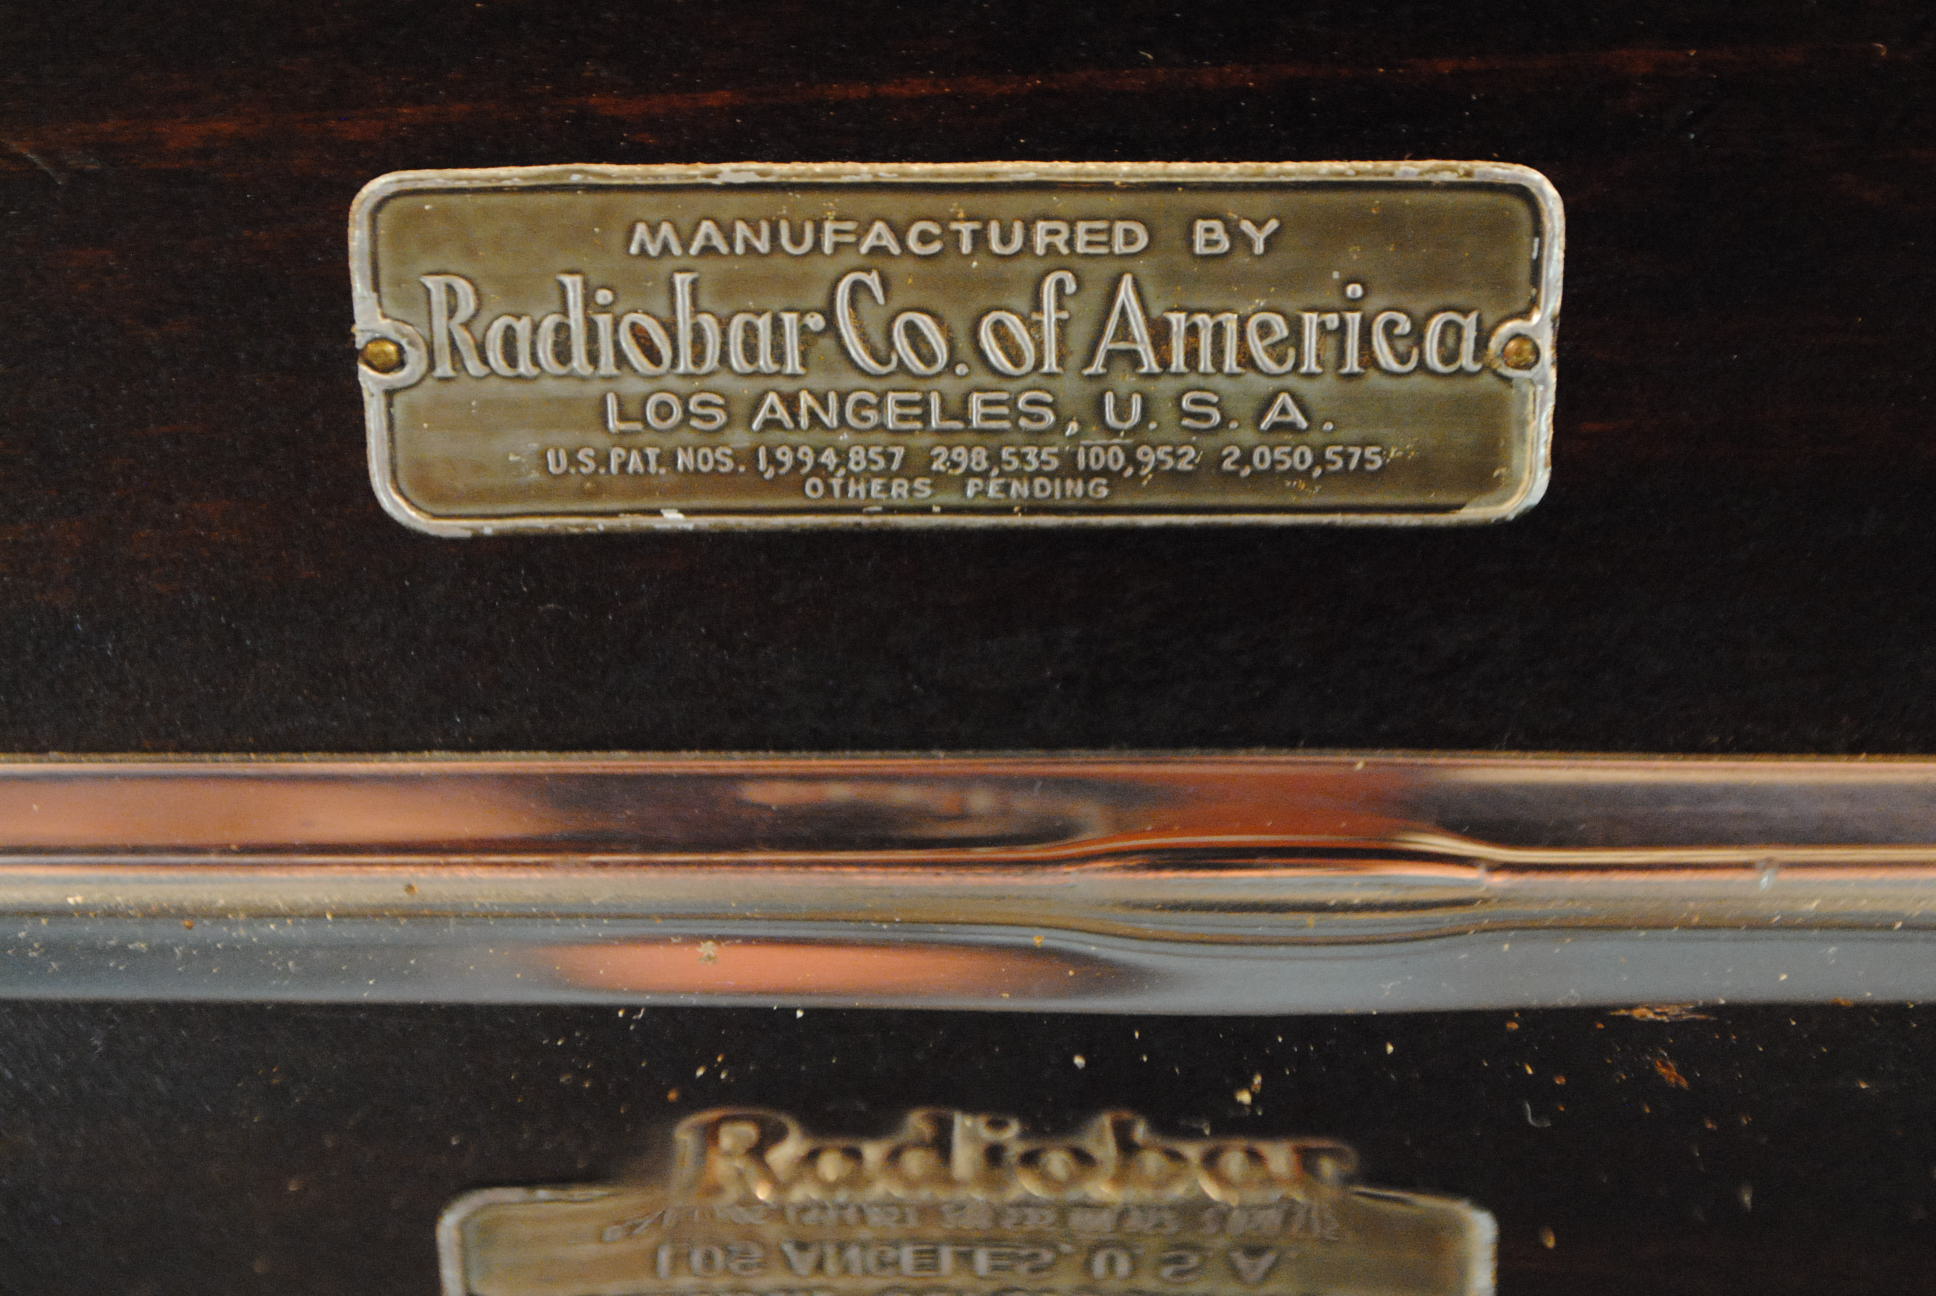 MANUFACTURED BY
Radiobar Co. of America
LOS ANGELES, U. S. A.
U.S. PAT. NOS. 1,994,857 298,535 100,952 2,050,575
OTHERS PENDING
Radiobar
LOS ANGELES, U. S. A.